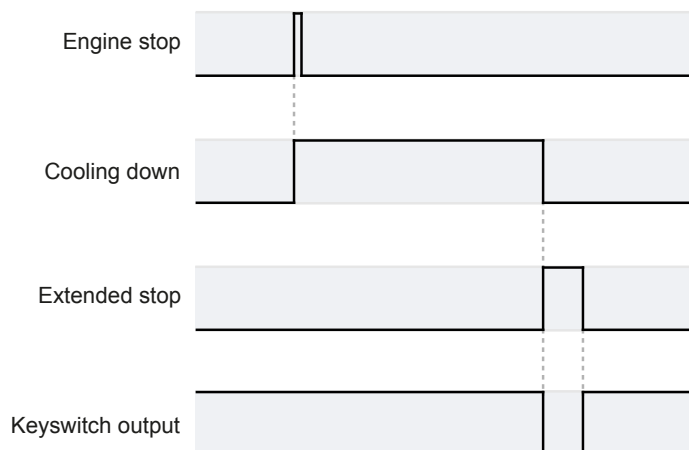 Engine stop
Cooling down
Extended stop
Keyswitch output